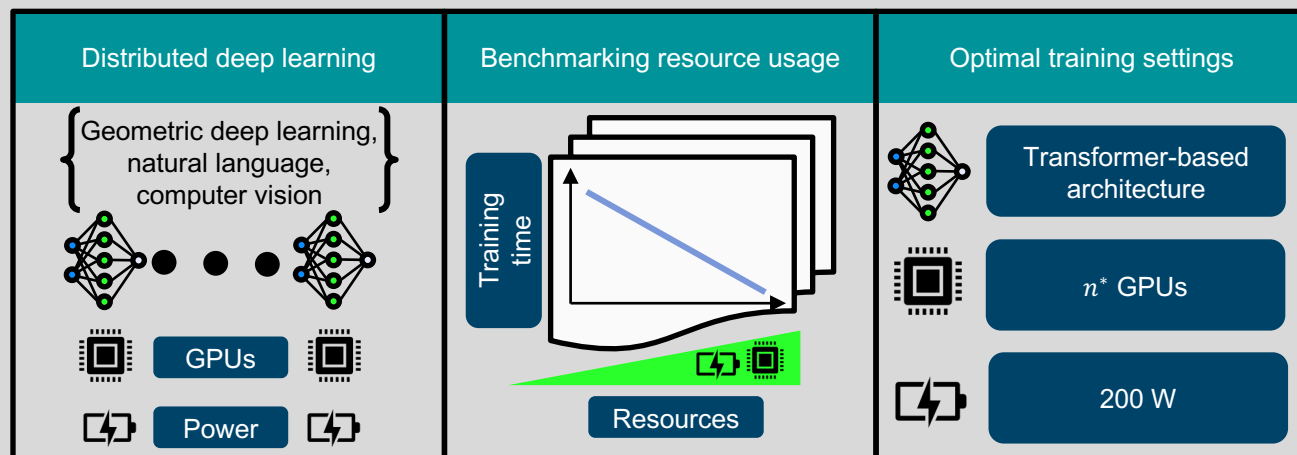 Distributed deep learning
Geometric deep learning,
natural language,
computer vision
GPUs
Power
Benchmarking resource usage
Training
time
Resources
Optimal training settings
Transformer-based
architecture
n* GPUs
200 W